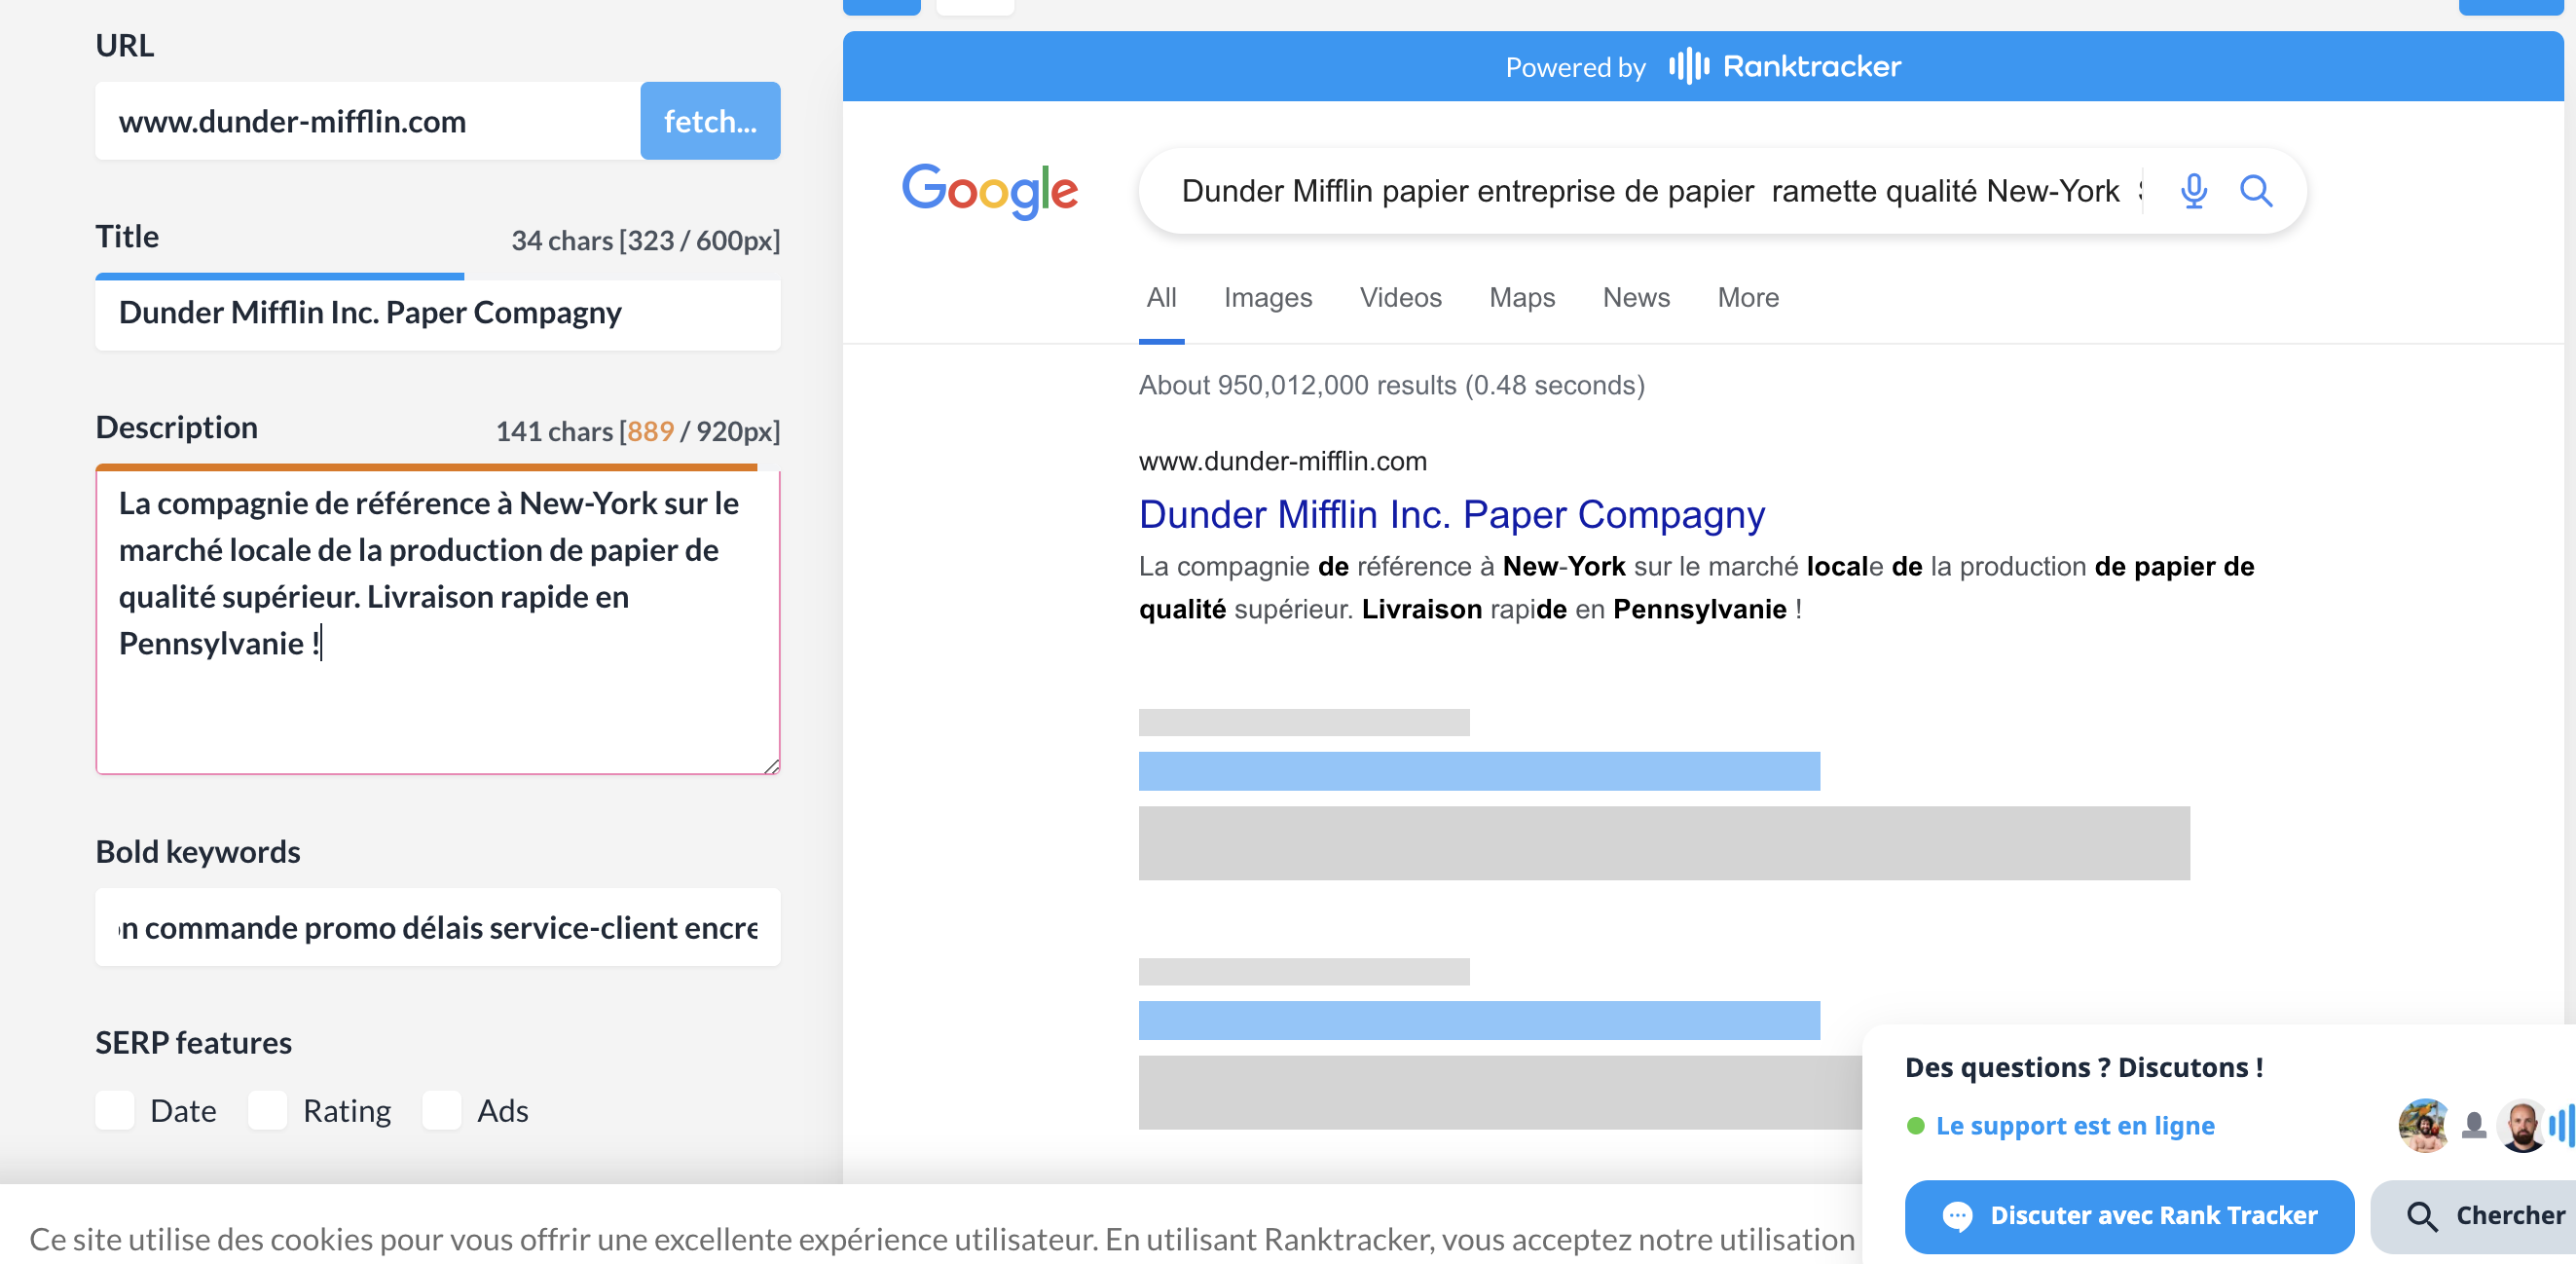 URL
www.dunder-mifflin.com
fetch...
Title
34 chars [323 / 600px]
Dunder Mifflin Inc. Paper Compagny
Description
141 chars [889 / 920px]
La compagnie de référence à New-York sur le
marché locale de la production de papier de
qualité supérieur. Livraison rapide en
Pennsylvanie !
Bold keywords
commande promo délais service-client encre
SERP features
Date
Rating
Ads
Powered by Ranktracker
Google
Dunder Mifflin papier entreprise de papier  ramette qualité New-York
All
Images
Videos
Maps
News
More
About 950,012,000 results (0.48 seconds)
www.dunder-mifflin.com
Dunder Mifflin Inc. Paper Compagny
La compagnie de référence à New-York sur le marché locale de la production de papier de
qualité supérieur. Livraison rapide en Pennsylvanie !
Des questions ? Discutons !
Le support est en ligne
Discuter avec Rank Tracker
Chercher
Ce site utilise des cookies pour vous offrir une excellente expérience utilisateur. En utilisant Ranktracker, vous acceptez notre utilisation